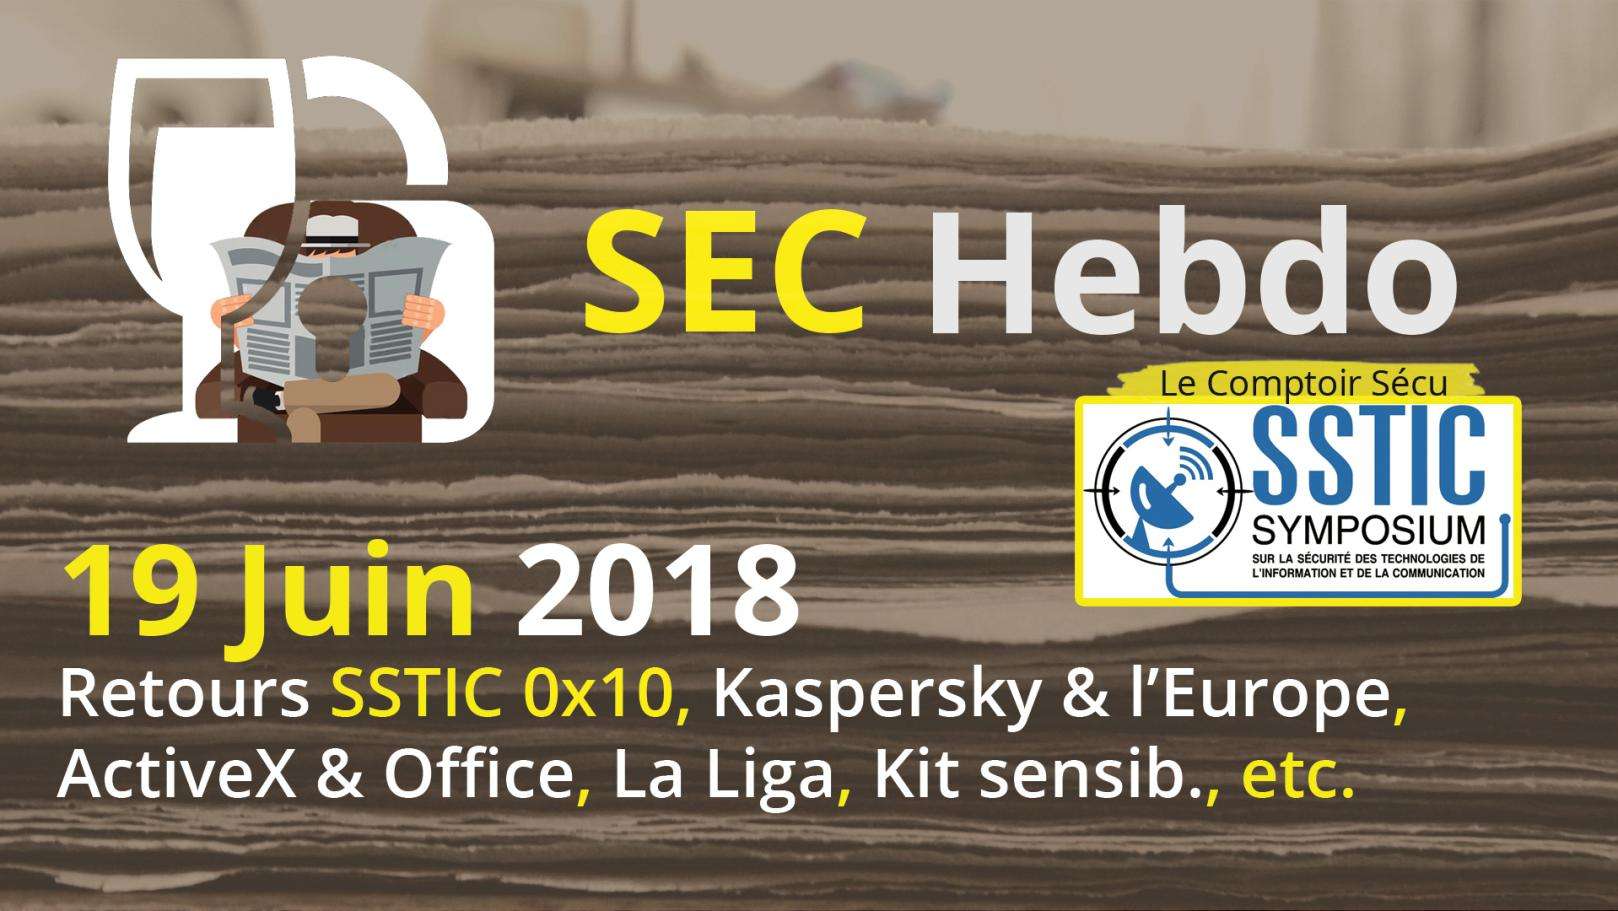 SEC Hebdo
Le Comptoir Sécu
SSTIC
SYMPOSIUM
SUR LA SÉCURITÉ DES TECHNOLOGIES DE
L'INFORMATION ET DE LA COMMUNICATION
19 Juin 2018
Retours SSTIC 0x10, Kaspersky & l’Europe,
ActiveX & Office, La Liga, Kit sensib., etc.